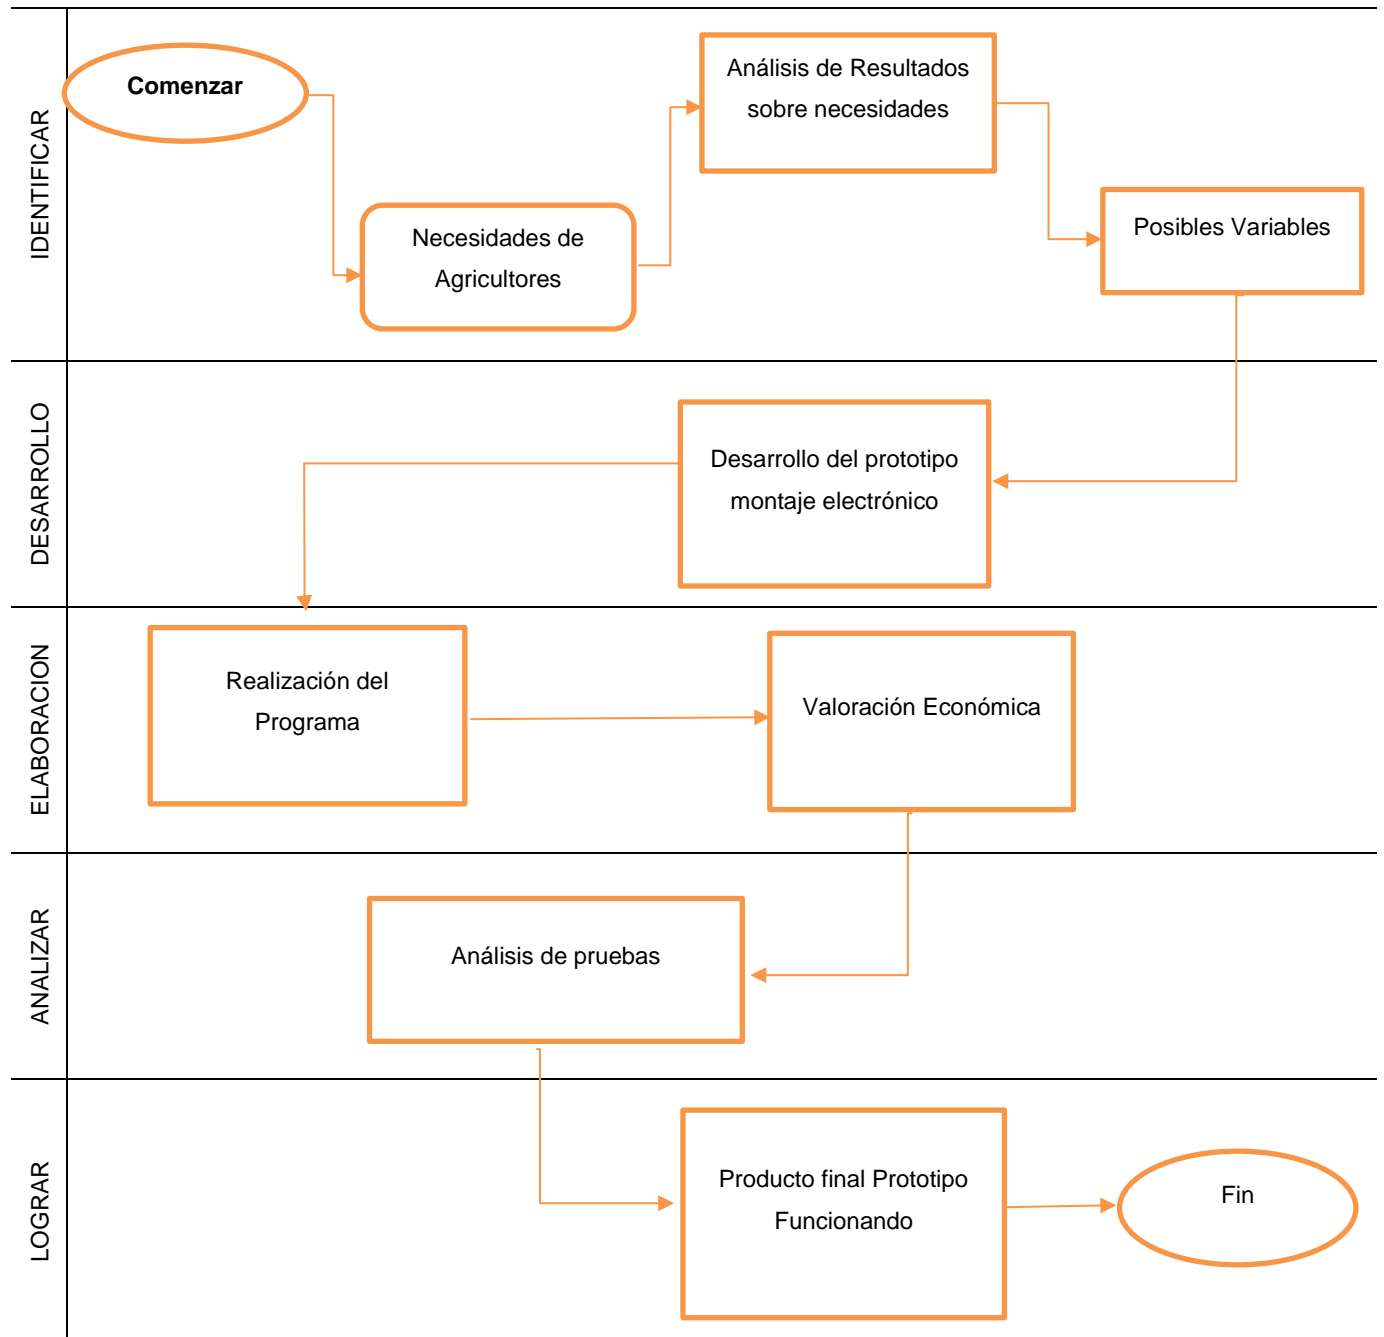 IDENTIFICAR
Comenzar
Necesidades de
Agricultores
Análisis de Resultados
sobre necesidades
Posibles Variables
DESARROLLO
Desarrollo del prototipo
montaje electrónico
ELABORACION
Realización del
Programa
Valoración Económica
ANALIZAR
Análisis de pruebas
LOGRAR
Producto final Prototipo
Funcionando
Fin